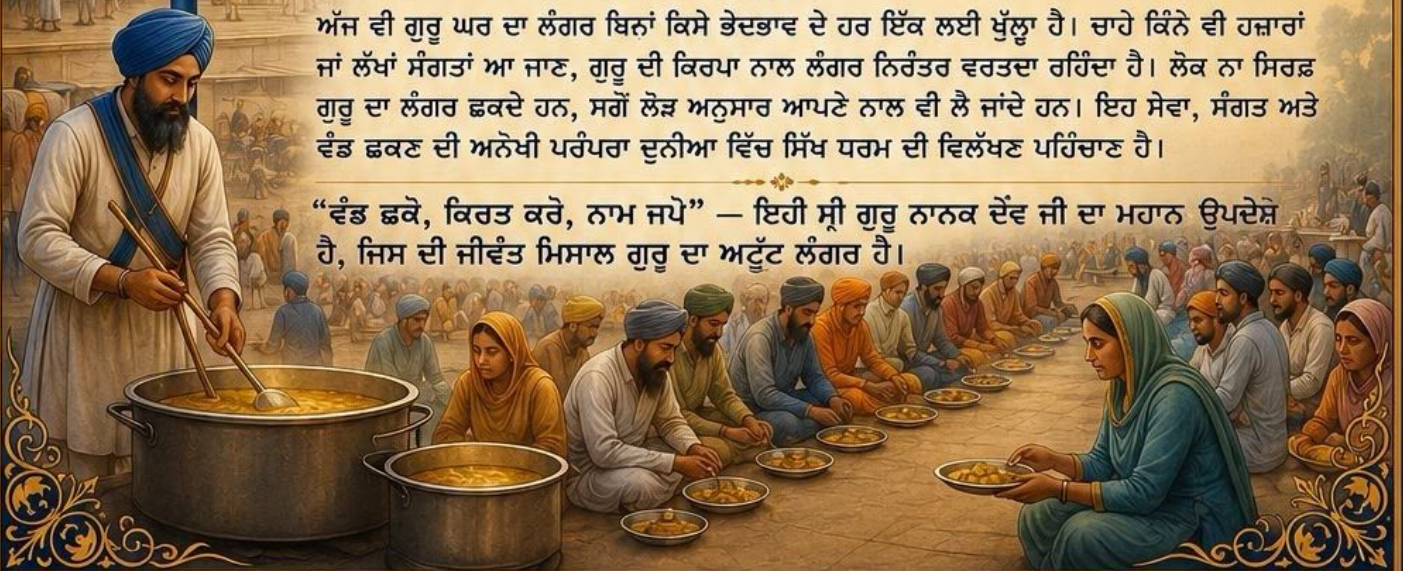 ਅੱਜ ਵੀ ਗੁਰੂ ਘਰ ਦਾ ਲੰਗਰ ਬਿਨਾਂ ਕਿਸੇ ਭੇਦਭਾਵ ਦੇ ਹਰ ਇੱਕ ਲਈ ਖੁੱਲ੍ਹਾ ਹੈ। ਚਾਹੇ ਕਿੰਨੇ ਵੀ ਹਜ਼ਾਰਾਂ
ਜਾਂ ਲੱਖਾਂ ਸੰਗਤਾਂ ਆ ਜਾਣ, ਗੁਰੂ ਦੀ ਕਿਰਪਾ ਨਾਲ ਲੰਗਰ ਨਿਰੰਤਰ ਵਰਤਦਾ ਰਹਿੰਦਾ ਹੈ। ਲੋਕ ਨਾ ਸਿਰਫ਼
ਗੁਰੂ ਦਾ ਲੰਗਰ ਛਕਦੇ ਹਨ, ਸਗੋਂ ਲੋੜ ਅਨੁਸਾਰ ਆਪਣੇ ਨਾਲ ਵੀ ਲੈ ਜਾਂਦੇ ਹਨ। ਇਹ ਸੇਵਾ, ਸੰਗਤ ਅਤੇ
ਵੰਡ ਛਕਣ ਦੀ ਅਨੋਖੀ ਪਰੰਪਰਾ ਦੁਨੀਆ ਵਿੱਚ ਸਿੱਖ ਧਰਮ ਦੀ ਵਿਲੱਖਣ ਪਹਿੰਚਾਣ ਹੈ।
“ਵੰਡ ਛਕੋ, ਕਿਰਤ ਕਰੋ, ਨਾਮ ਜਪੋ” — ਇਹੀ ਸ੍ਰੀ ਗੁਰੂ ਨਾਨਕ ਦੇਂਵ ਜੀ ਦਾ ਮਹਾਨ ਉਪਦੇਸ਼ੇ
ਹੈ, ਜਿਸ ਦੀ ਜੀਵੰਤ ਮਿਸਾਲ ਗੁਰੂ ਦਾ ਅਟੁੱਟ ਲੰਗਰ ਹੈ।